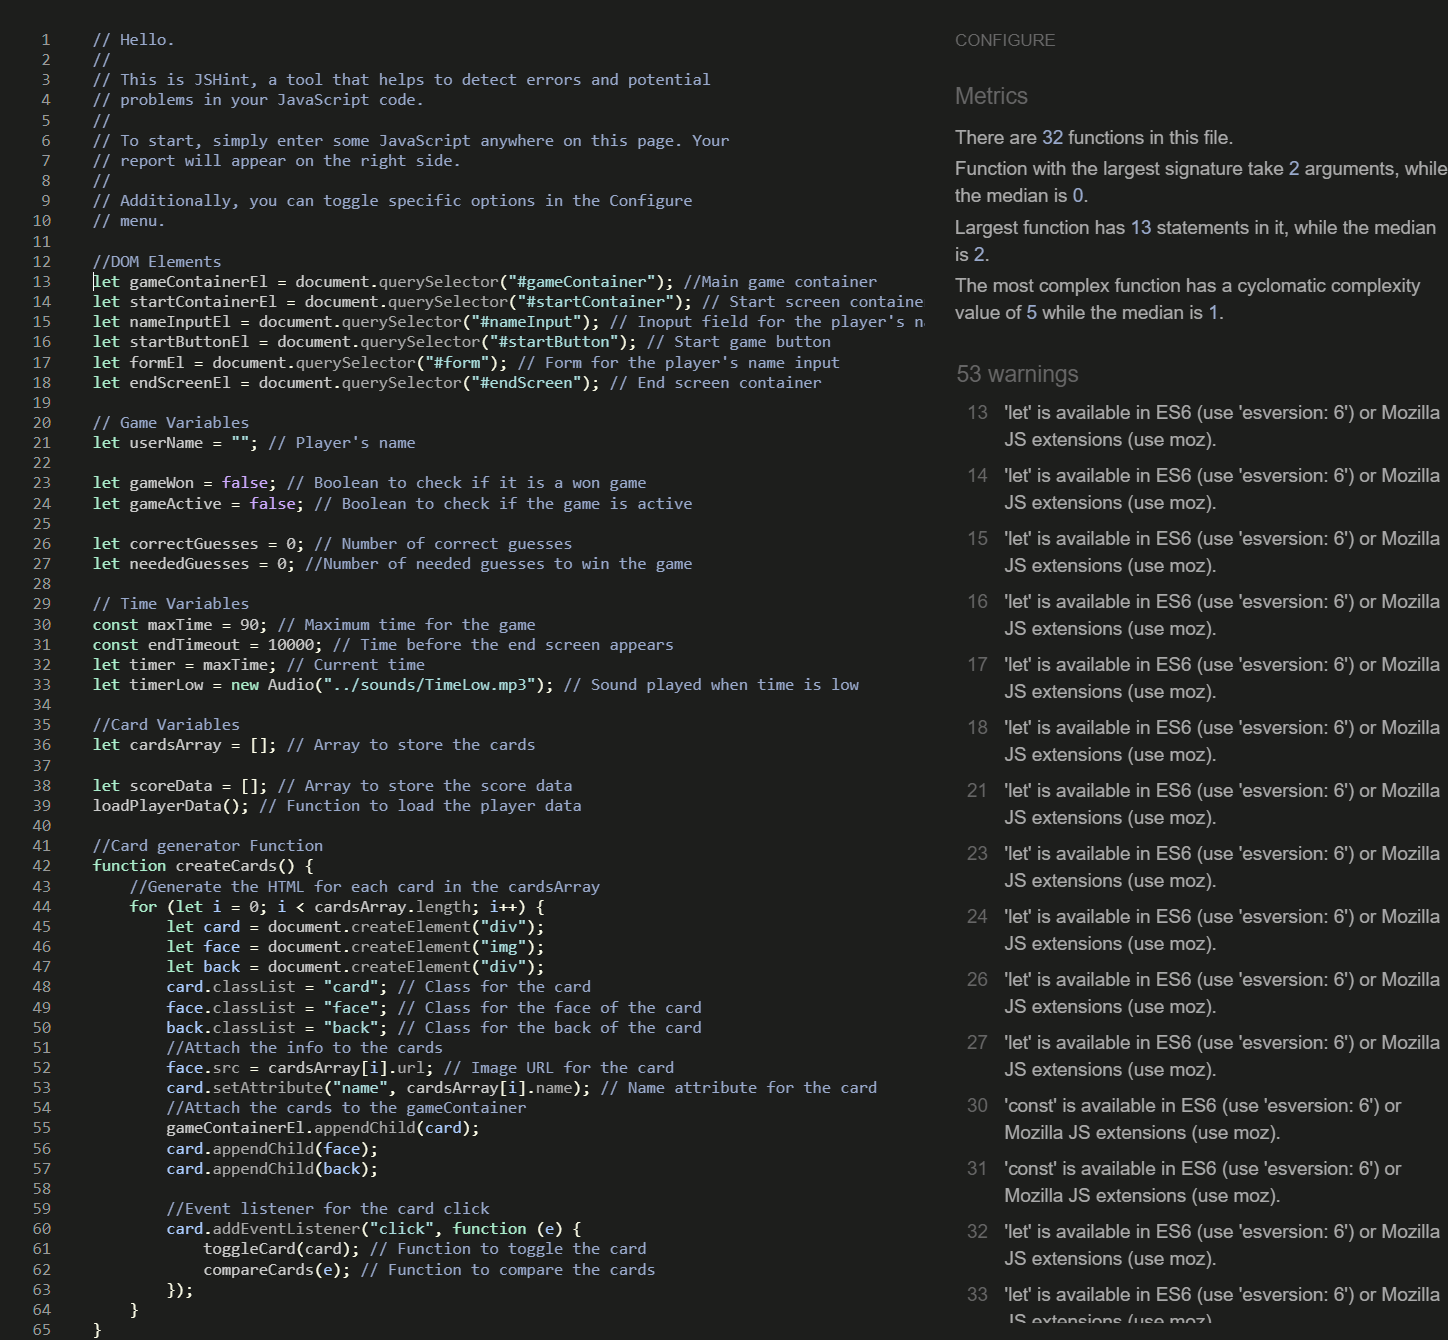 1 // Hello.
2 //
3 // This is JSHint, a tool that helps to detect errors and potential
4 // problems in your JavaScript code.
5 //
6 // To start, simply enter some JavaScript anywhere on this page. Your
7 // report will appear on the right side.
8 //
9 // Additionally, you can toggle specific options in the Configure
10 // menu.
11
12 //DOM Elements
13 let gameContainerEl = document.querySelector("#gameContainer"); //Main game container
14 let startContainerEl = document.querySelector("#startContainer"); // Start screen containe
15 let nameInputEl = document.querySelector("#nameInput"); // Inoput field for the player's n
16 let startButtonEl = document.querySelector("#startButton"); // Start game button
17 let formEl = document.querySelector("#form"); // Form for the player's name input
18 let endScreenEl = document.querySelector("#endScreen"); // End screen container
19
20 // Game Variables
21 let userName = ""; // Player's name
22
23 let gameWon = false; // Boolean to check if it is a won game
24 let gameActive = false; // Boolean to check if the game is active
25
26 let correctGuesses = 0; // Number of correct guesses
27 let neededGuesses = 0; //Number of needed guesses to win the game
28
29 // Time Variables
30 const maxTime = 90; // Maximum time for the game
31 const endTimeout = 10000; // Time before the end screen appears
32 let timer = maxTime; // Current time
33 let timerLow = new Audio("../sounds/TimeLow.mp3"); // Sound played when time is low
34
35 //Card Variables
36 let cardsArray = []; // Array to store the cards
37
38 let scoreData = []; // Array to store the score data
39 loadPlayerData(); // Function to load the player data
40
41 //Card generator Function
42 function createCards() {
43 //Generate the HTML for each card in the cardsArray
44 for (let i = 0; i < cardsArray.length; i++) {
45 let card = document.createElement("div");
46 let face = document.createElement("img");
47 let back = document.createElement("div");
48 card.classList = "card"; // Class for the card
49 face.classList = "face"; // Class for the face of the card
50 back.classList = "back"; // Class for the back of the card
51 //Attach the info to the cards
52 face.src = cardsArray[i].url; // Image URL for the card
53 card.setAttribute("name", cardsArray[i].name); // Name attribute for the card
54 //Attach the cards to the gameContainer
55 gameContainerEl.appendChild(card);
56 card.appendChild(face);
57 card.appendChild(back);
58
59 //Event listener for the card click
60 card.addEventListener("click", function (e) {
61 toggleCard(card); // Function to toggle the card
62 compareCards(e); // Function to compare the cards
63 });
64 }
65 }
CONFIGURE
Metrics
There are 32 functions in this file.
Function with the largest signature take 2 arguments, while
the median is 0.
Largest function has 13 statements in it, while the median
is 2.
The most complex function has a cyclomatic complexity
value of 5 while the median is 1.
53 warnings
13 'let' is available in ES6 (use 'esversion: 6') or Mozilla
JS extensions (use moz).
14 'let' is available in ES6 (use 'esversion: 6') or Mozilla
JS extensions (use moz).
15 'let' is available in ES6 (use 'esversion: 6') or Mozilla
JS extensions (use moz).
16 'let' is available in ES6 (use 'esversion: 6') or Mozilla
JS extensions (use moz).
17 'let' is available in ES6 (use 'esversion: 6') or Mozilla
JS extensions (use moz).
18 'let' is available in ES6 (use 'esversion: 6') or Mozilla
JS extensions (use moz).
21 'let' is available in ES6 (use 'esversion: 6') or Mozilla
JS extensions (use moz).
23 'let' is available in ES6 (use 'esversion: 6') or Mozilla
JS extensions (use moz).
24 'let' is available in ES6 (use 'esversion: 6') or Mozilla
JS extensions (use moz).
26 'let' is available in ES6 (use 'esversion: 6') or Mozilla
JS extensions (use moz).
27 'let' is available in ES6 (use 'esversion: 6') or Mozilla
JS extensions (use moz).
30 'const' is available in ES6 (use 'esversion: 6') or
Mozilla JS extensions (use moz).
31 'const' is available in ES6 (use 'esversion: 6') or
Mozilla JS extensions (use moz).
32 'let' is available in ES6 (use 'esversion: 6') or Mozilla
JS extensions (use moz).
33 'let' is available in ES6 (use 'esversion: 6') or Mozilla
JS extensions (use moz)